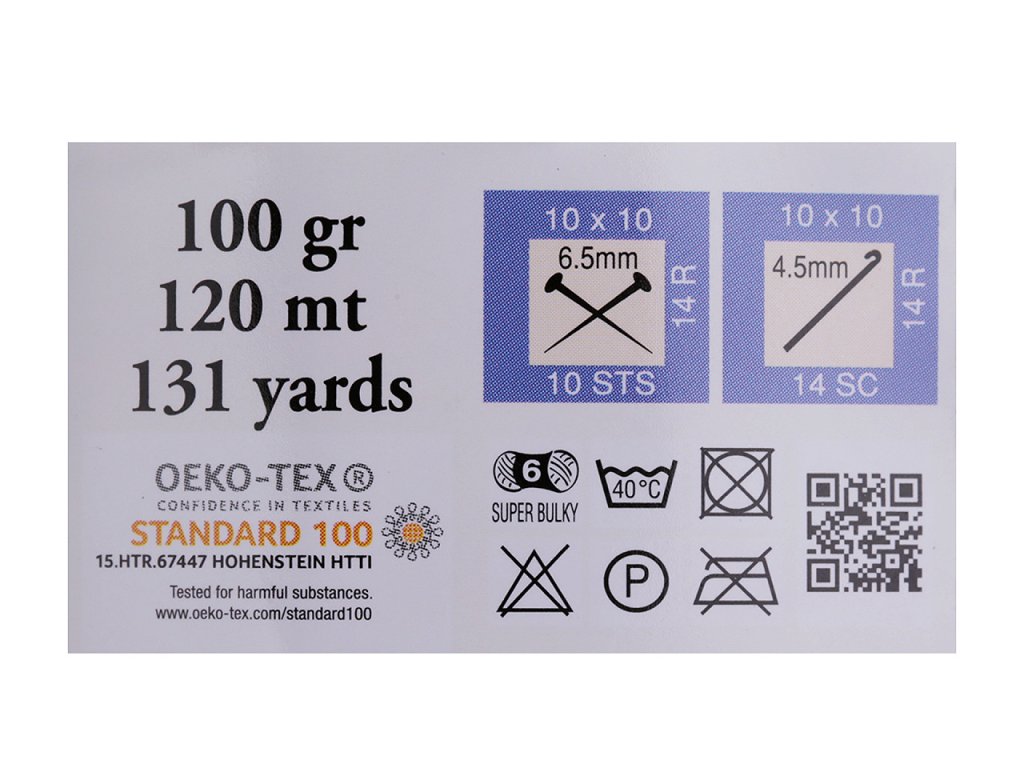 100 gr
120 mt
131 yards
OEKO-TEX®
CONFIDENCE IN TEXTILES
STANDARD 100
15.HTR.67447 HOHENSTEIN HTTI
Tested for harmful substances.
www.oeko-tex.com/standard100
10 x 10
6.5mm
14 R
10 STS
10 x 10
4.5mm
14 R
14 SC
6
SUPER BULKY
40°C
P